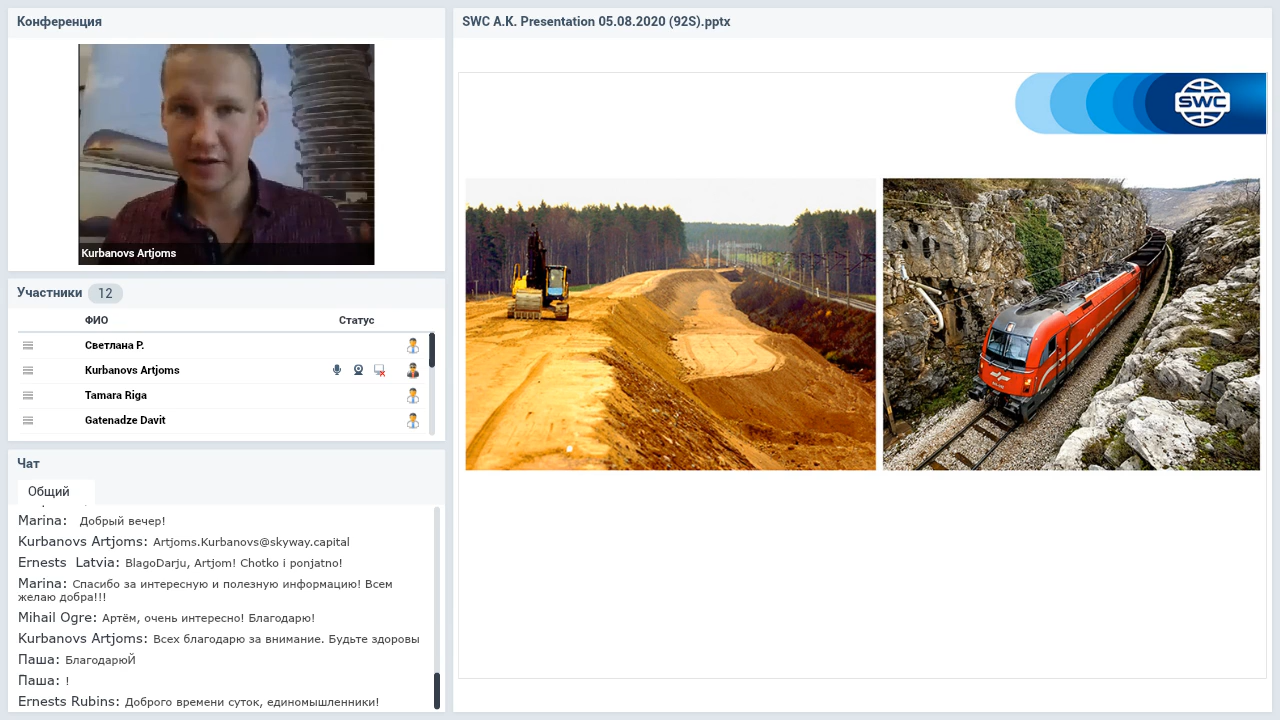 Конференция
Kurbanovs Artjoms
Участники 12
ФИО Статус
Светлана Р.
Kurbanovs Artjoms
Tamara Riga
Gatenadze Davit
Чат
Общий
Marina: Добрый вечер!
Kurbanovs Artjoms: Artjoms.Kurbanovs@skyway.capital
Ernests Latvia: BlagoDarju, Artjom! Chotko i ponjatno!
Marina: Спасибо за интересную и полезную информацию! Всем
желаю добра!!!
Mihail Ogre: Артём, очень интересно! Благодарю!
Kurbanovs Artjoms: Всех благодарю за внимание. Будьте здоровы
Паша: БлагодарюЙ
Паша: !
Ernests Rubins: Доброго времени суток, единомышленники!
SWC A.K. Presentation 05.08.2020 (92S).pptx
SWC